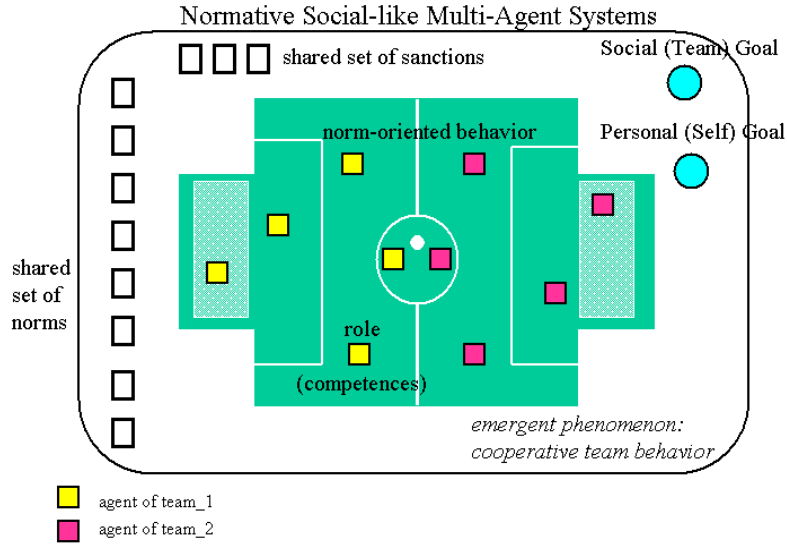 Normative Social-like Multi-Agent Systems
shared set of sanctions
Social (Team) Goal
norm-oriented behavior
Personal (Self) Goal
shared
set of
norms
role
(competences)
emergent phenomenon:
cooperative team behavior
agent of team_1
agent of team_2